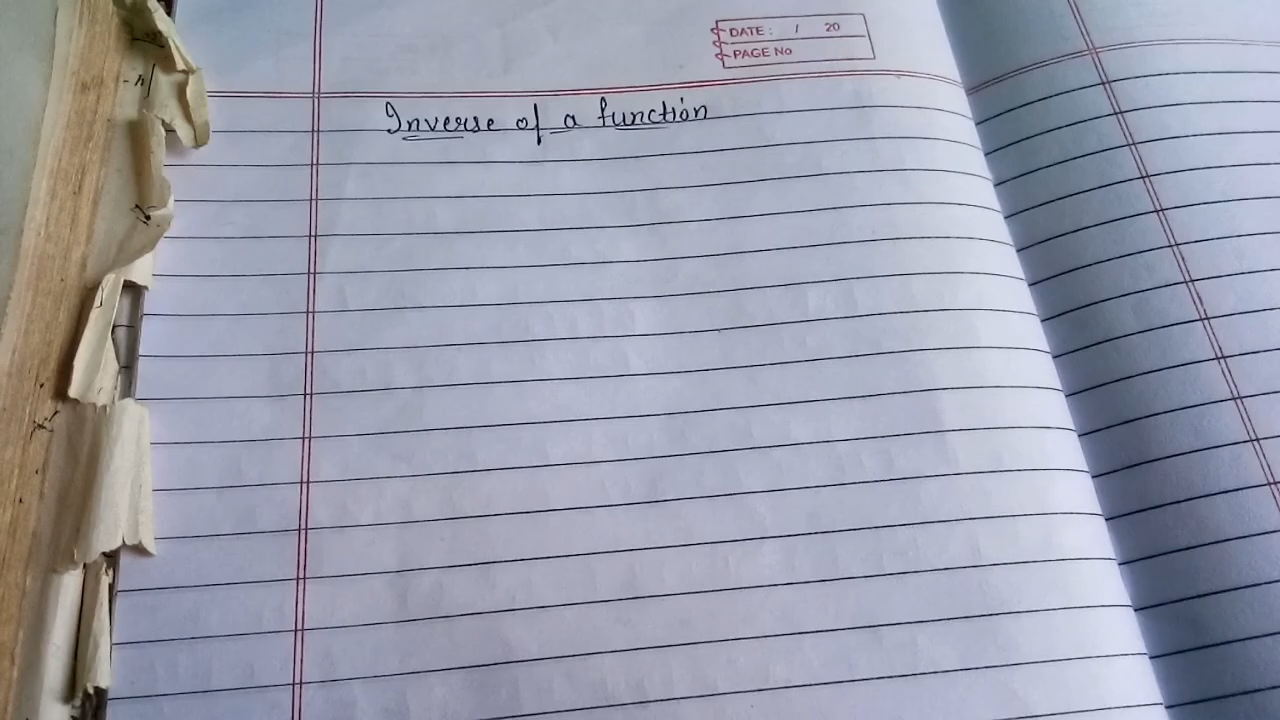 DATE : / 20
PAGE No
Inverse of a function